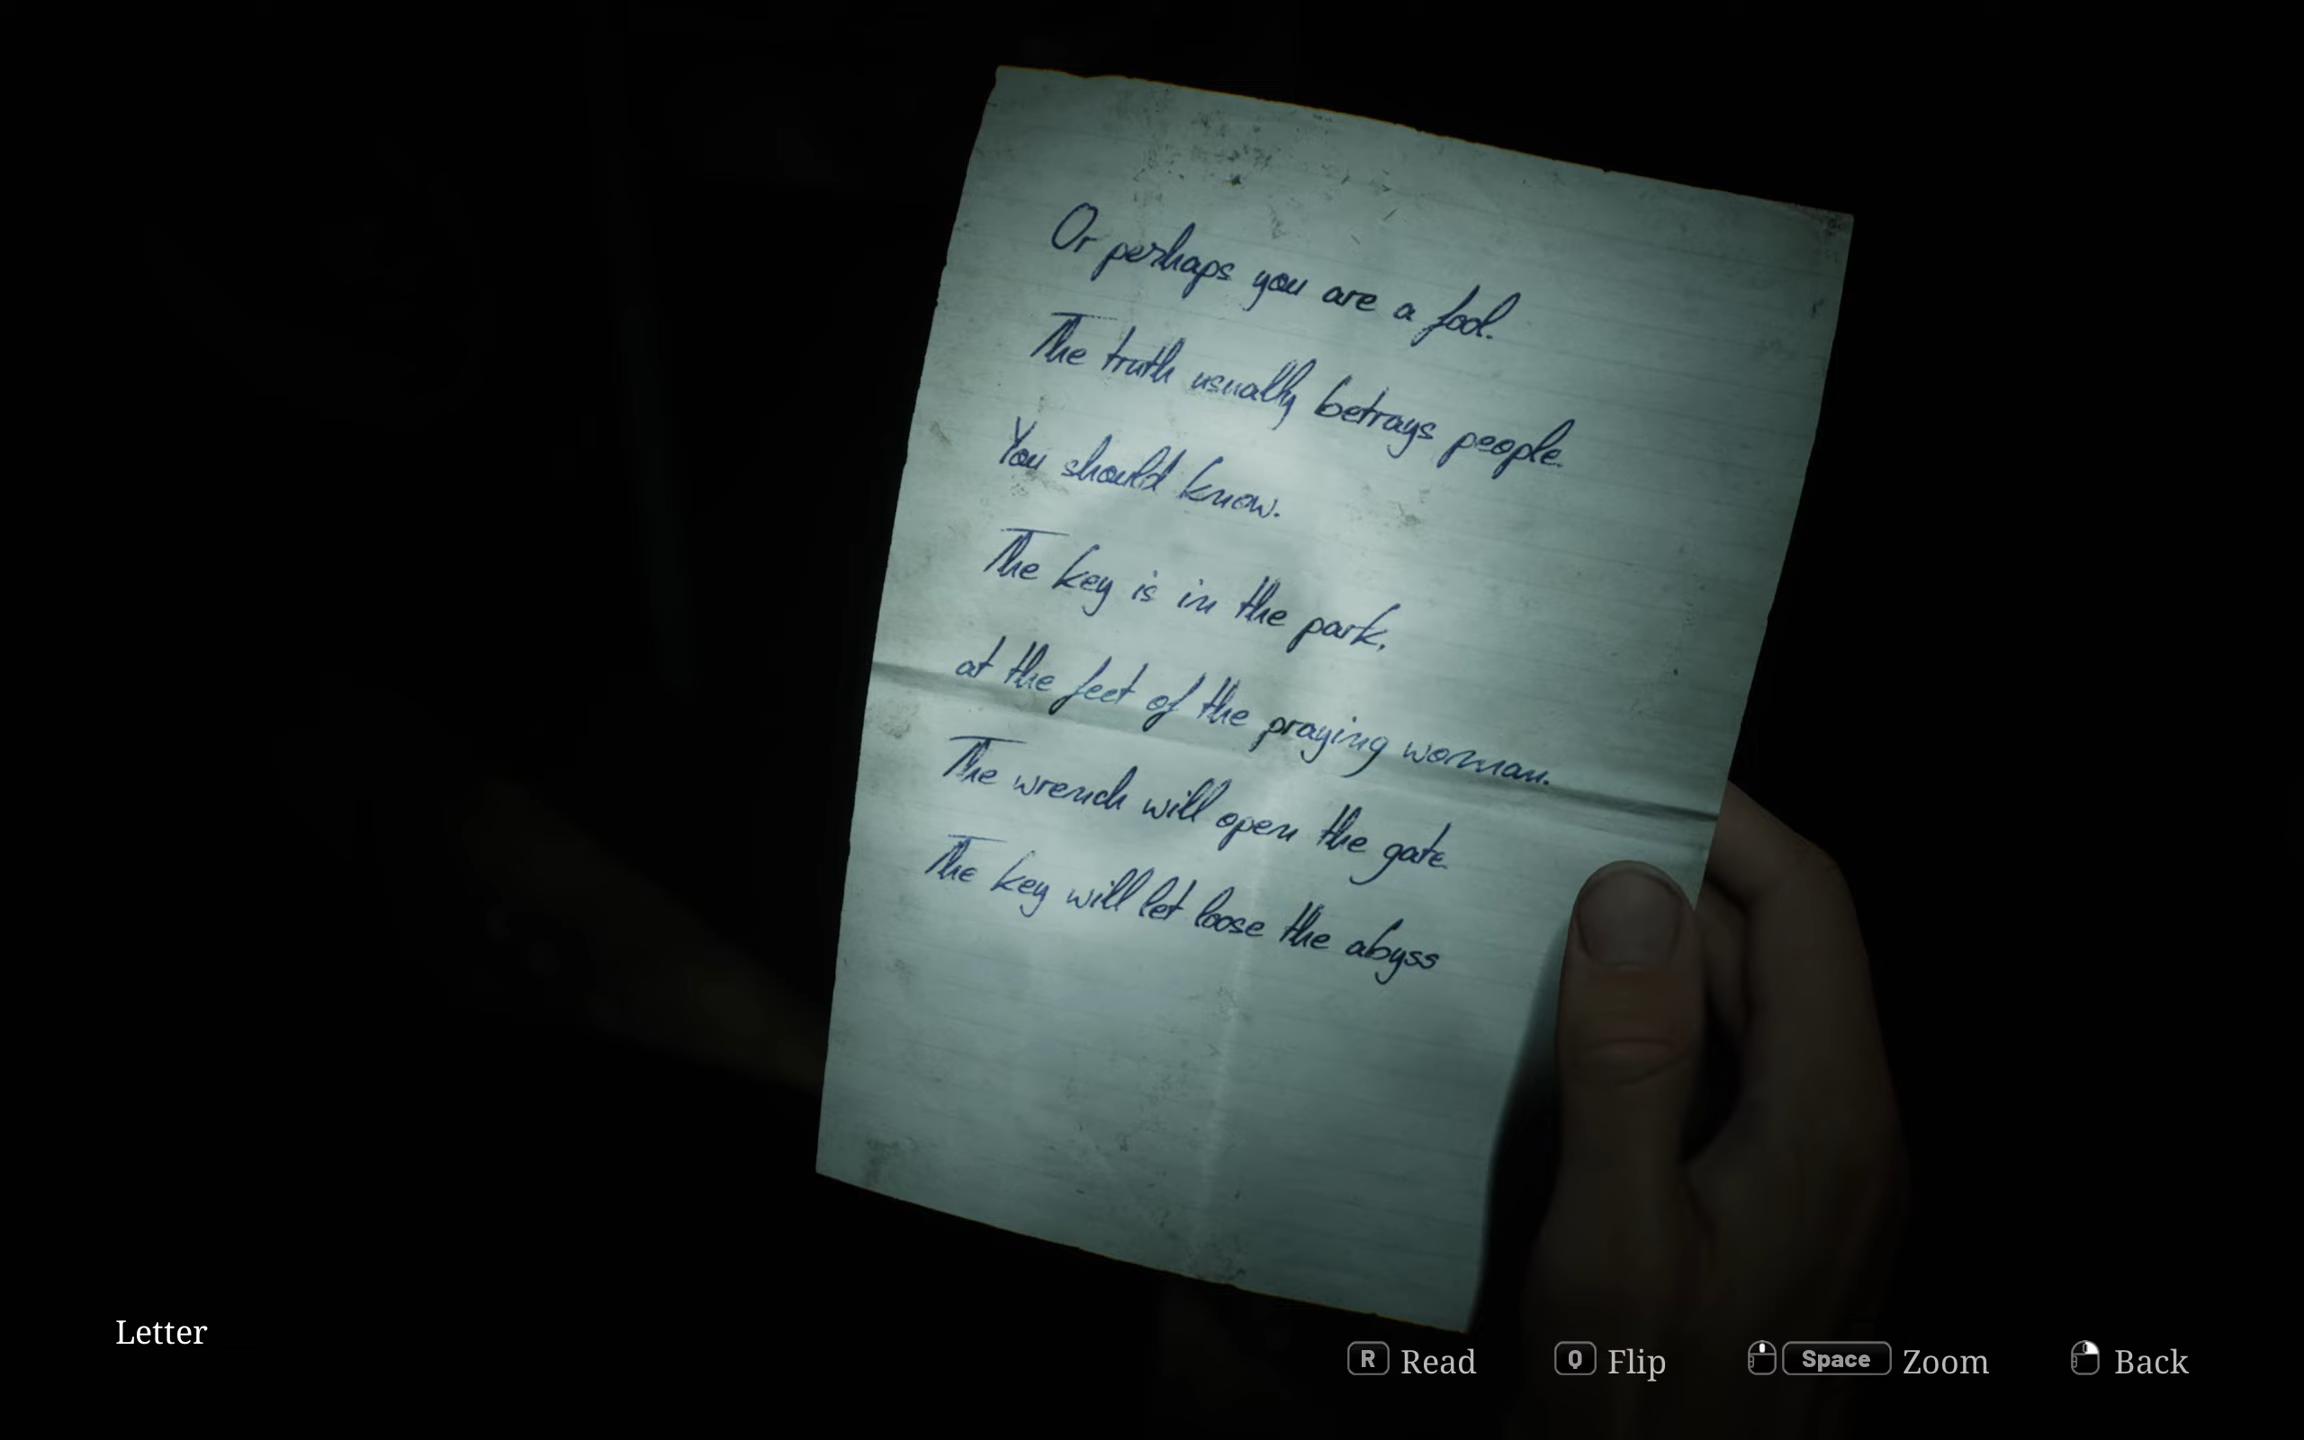 Or perhaps you are a fool.
The truth usually betrays people.
You should know.
The key is in the park,
at the feet of the praying woman.
The wrench will open the gate.
The key will let loose the abyss
Letter
R Read
Q Flip
Space Zoom
Back